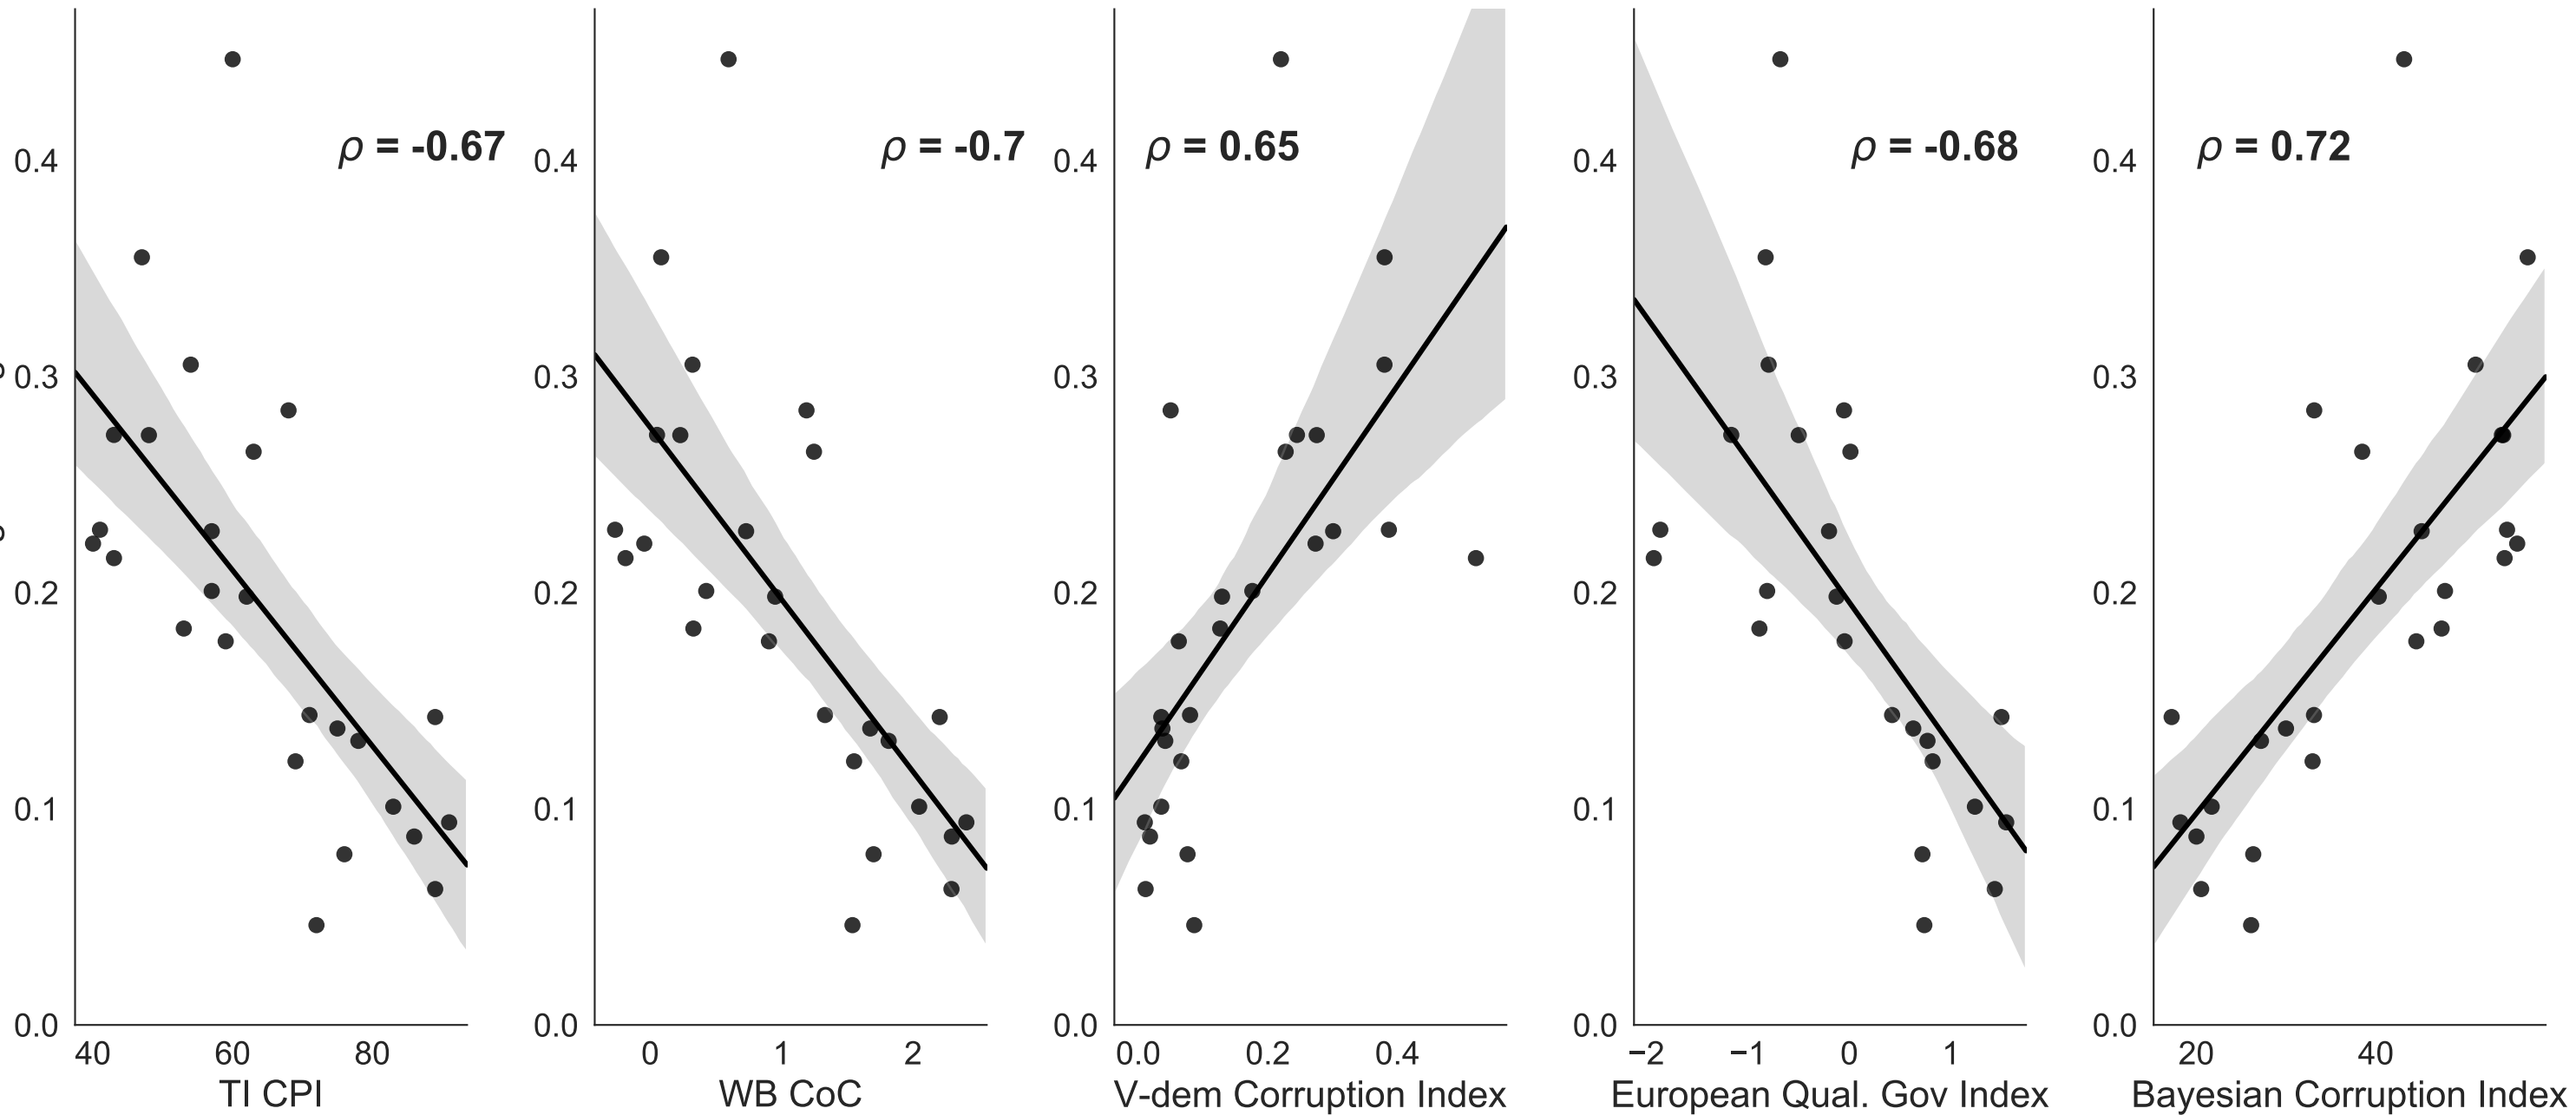 ρ = -0.67
ρ = -0.7
ρ = 0.65
ρ = -0.68
ρ = 0.72
0.4 0.4 0.4 0.4 0.4
0.3 0.3 0.3 0.3 0.3
0.2 0.2 0.2 0.2 0.2
0.1 0.1 0.1 0.1 0.1
0.0 0.0 0.0 0.0 0.0
40 60 80
0 1 2
0.0 0.2 0.4
−2 −1 0 1
20 40
TI CPI
WB CoC
V-dem Corruption Index
European Qual. Gov Index
Bayesian Corruption Index